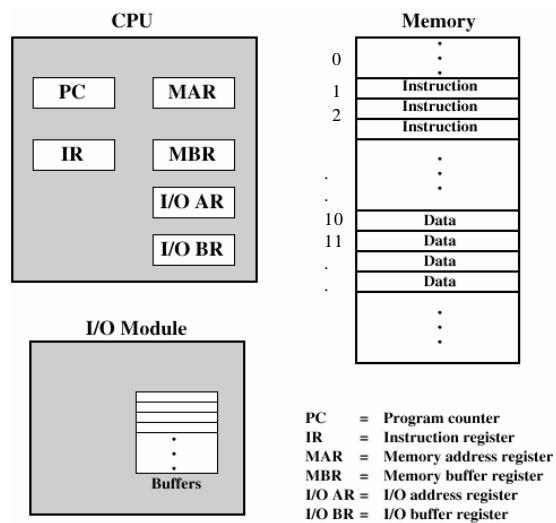 CPU
PC
MAR
IR
MBR
I/O AR
I/O BR
Memory
0
1
Instruction
2
Instruction
Instruction
10
Data
11
Data
Data
Data
I/O Module
Buffers
PC = Program counter
IR = Instruction register
MAR = Memory address register
MBR = Memory buffer register
I/O AR = I/O address register
I/O BR = I/O buffer register